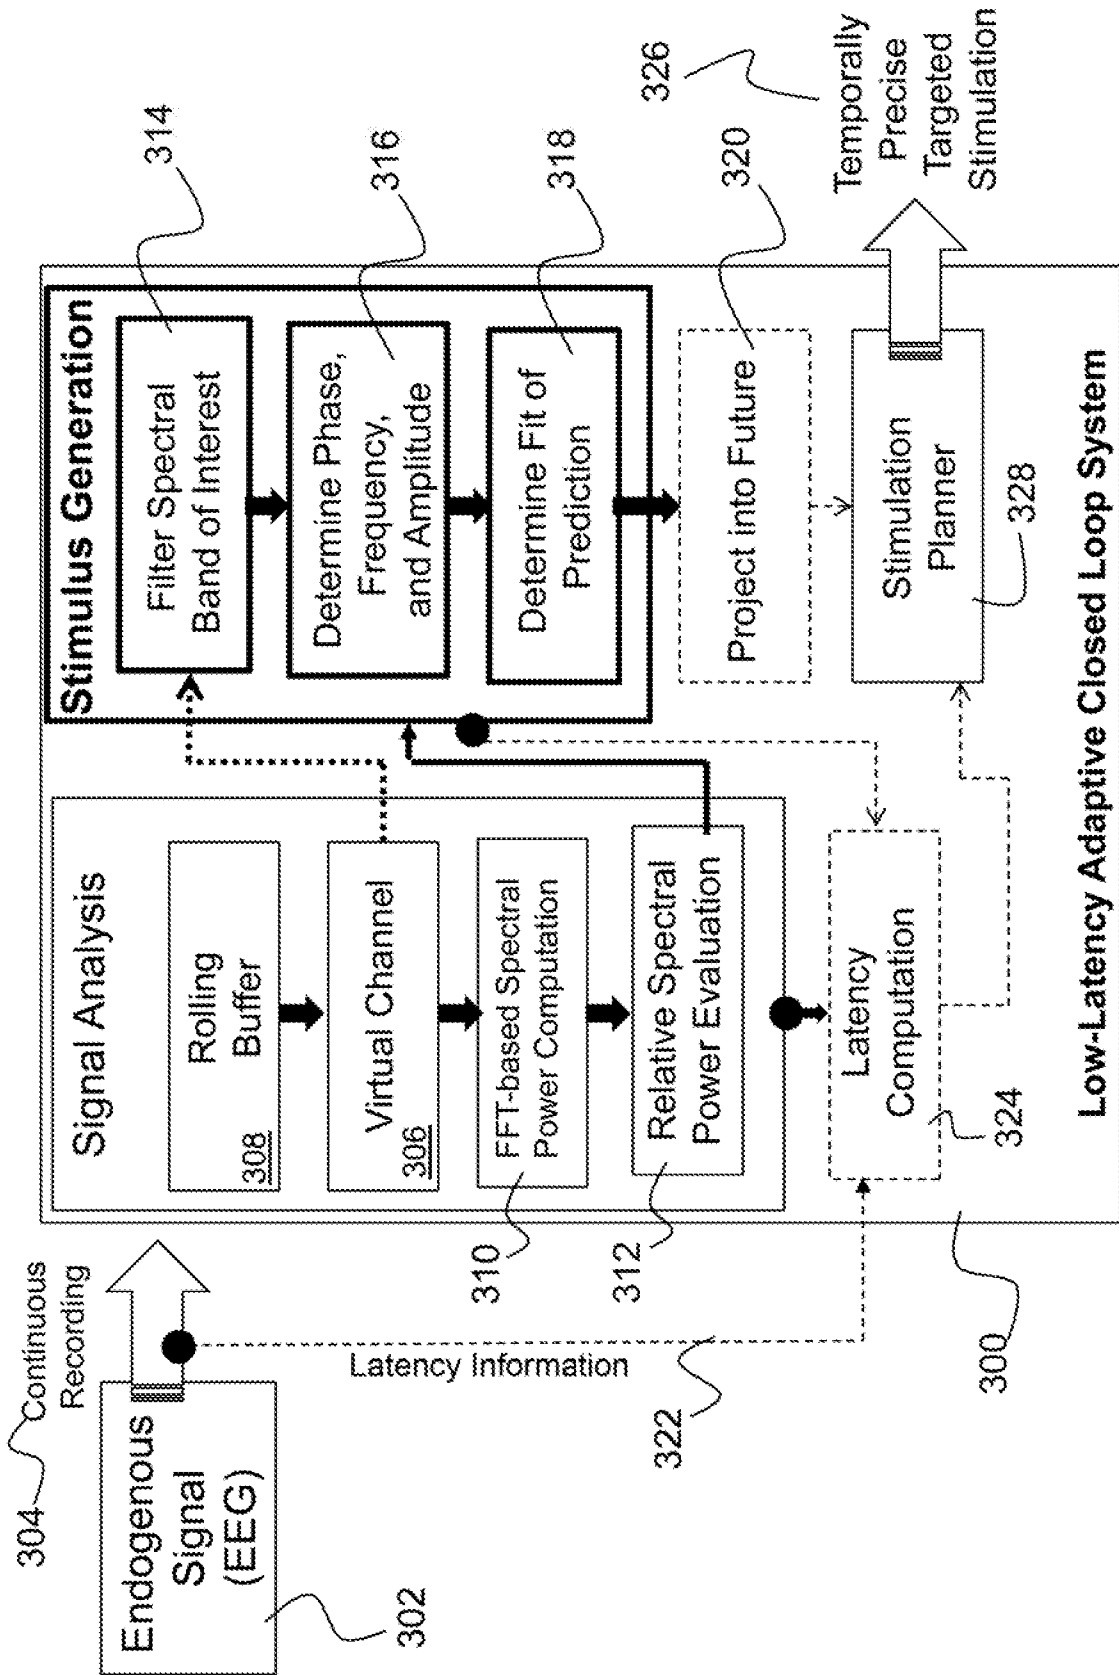 304
Continuous
Recording
Endogenous
Signal
(EEG)
302
Latency Information
322
300
Signal Analysis
Rolling
Buffer
308
Virtual Channel
306
FFT-based Spectral
Power Computation
310
Relative Spectral
Power Evaluation
312
Latency
Computation
324
Stimulus Generation
Filter Spectral
Band of Interest
314
Determine Phase,
Frequency,
and Amplitude
316
Determine Fit of
Prediction
318
Project into Future
320
Stimulation
Planner
328
326
Temporally
Precise
Targeted
Stimulation
Low-Latency Adaptive Closed Loop System